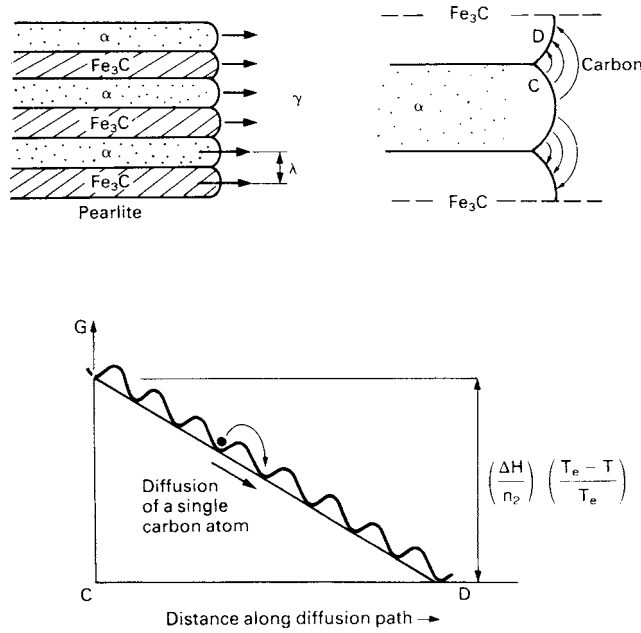 α
Fe₃C
α
γ
Fe₃C
α
λ
Fe₃C
Pearlite
Fe₃C
D
Carbon
C
α
Fe₃C
G
(ΔH/n₂) (Tₑ − T/Tₑ)
Diffusion
of a single
carbon atom
C
D
Distance along diffusion path →